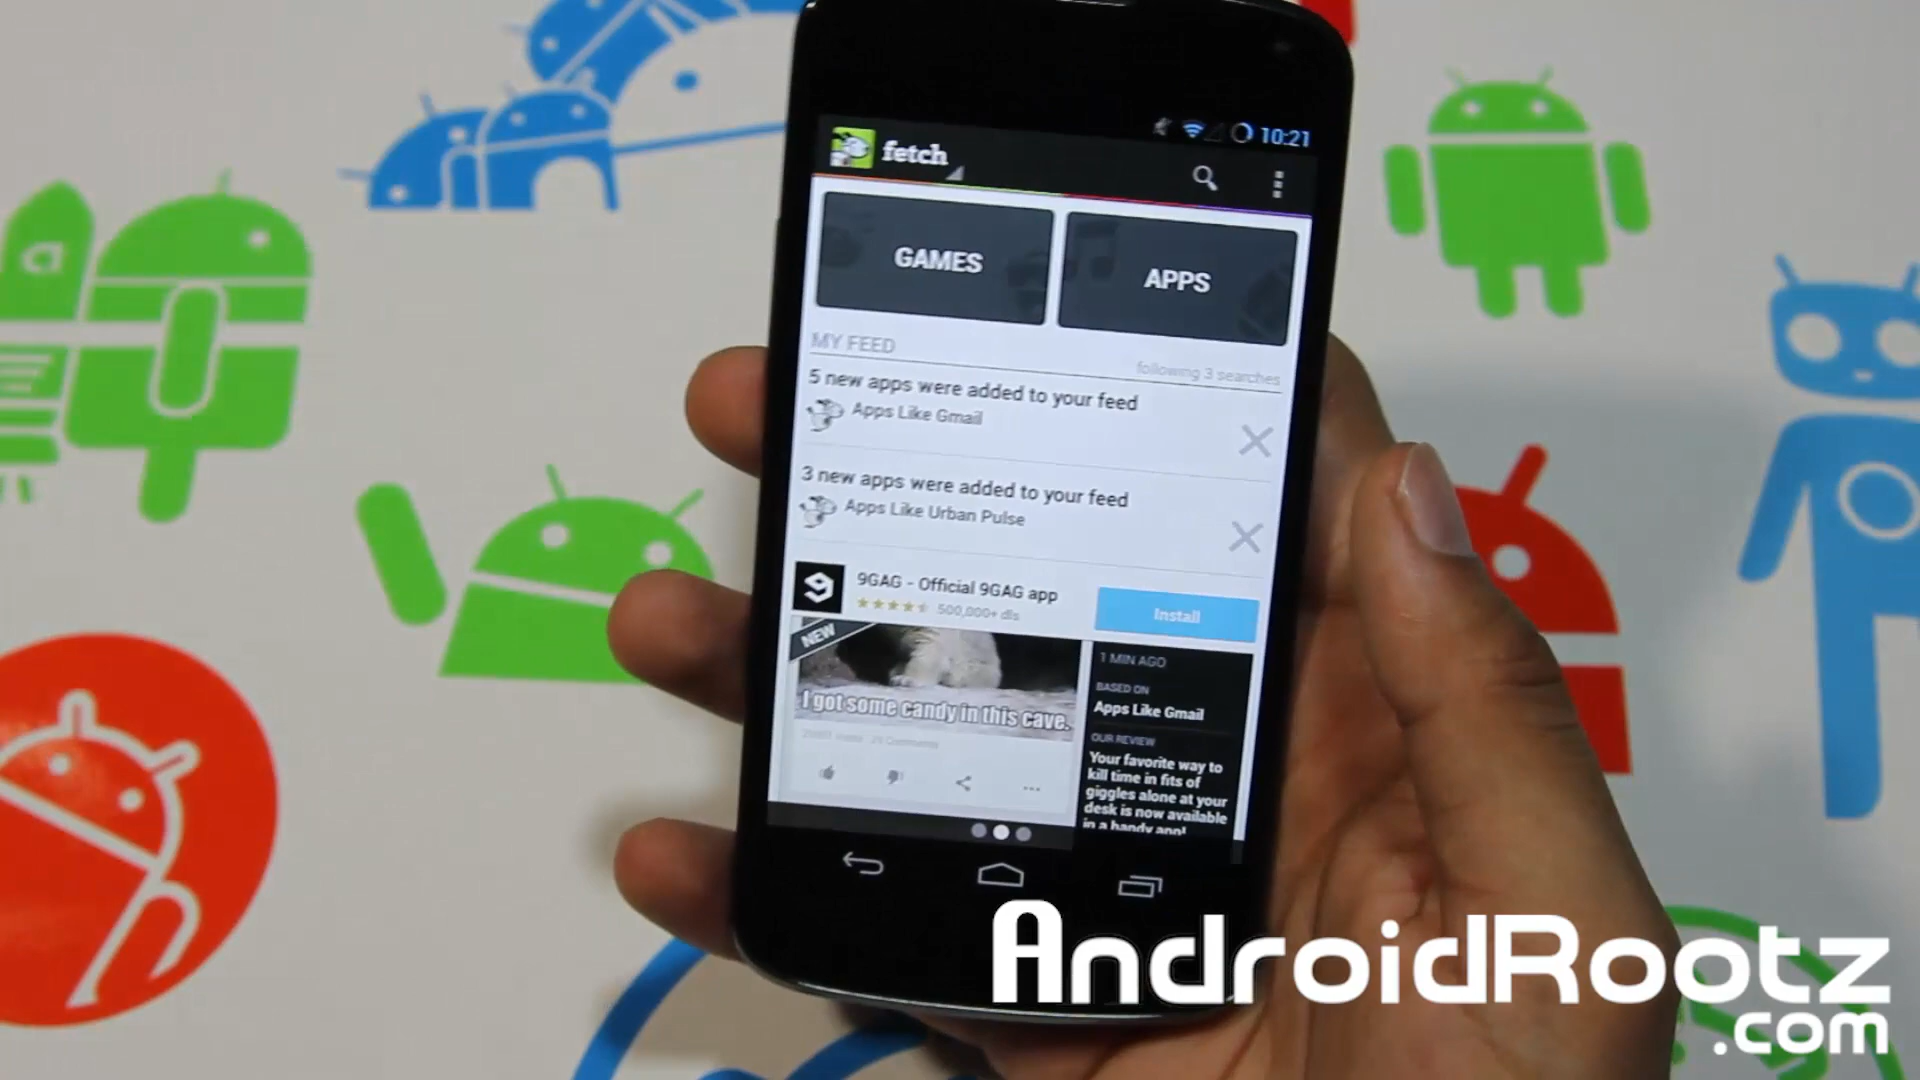 10:21
fetch
GAMES
APPS
MY FEED
following 3 searches
5 new apps were added to your feed
Apps Like Gmail
3 new apps were added to your feed
Apps Like Urban Pulse
9GAG - Official 9GAG app
500,000+ dls
Install
NEW
I got some candy in this cave.
1 MIN AGO
BASED ON
Apps Like Gmail
OUR REVIEW
Your favorite way to
kill time in fits of
giggles alone at your
desk is now available
in a handy app!
a
AndroidRootz
.com